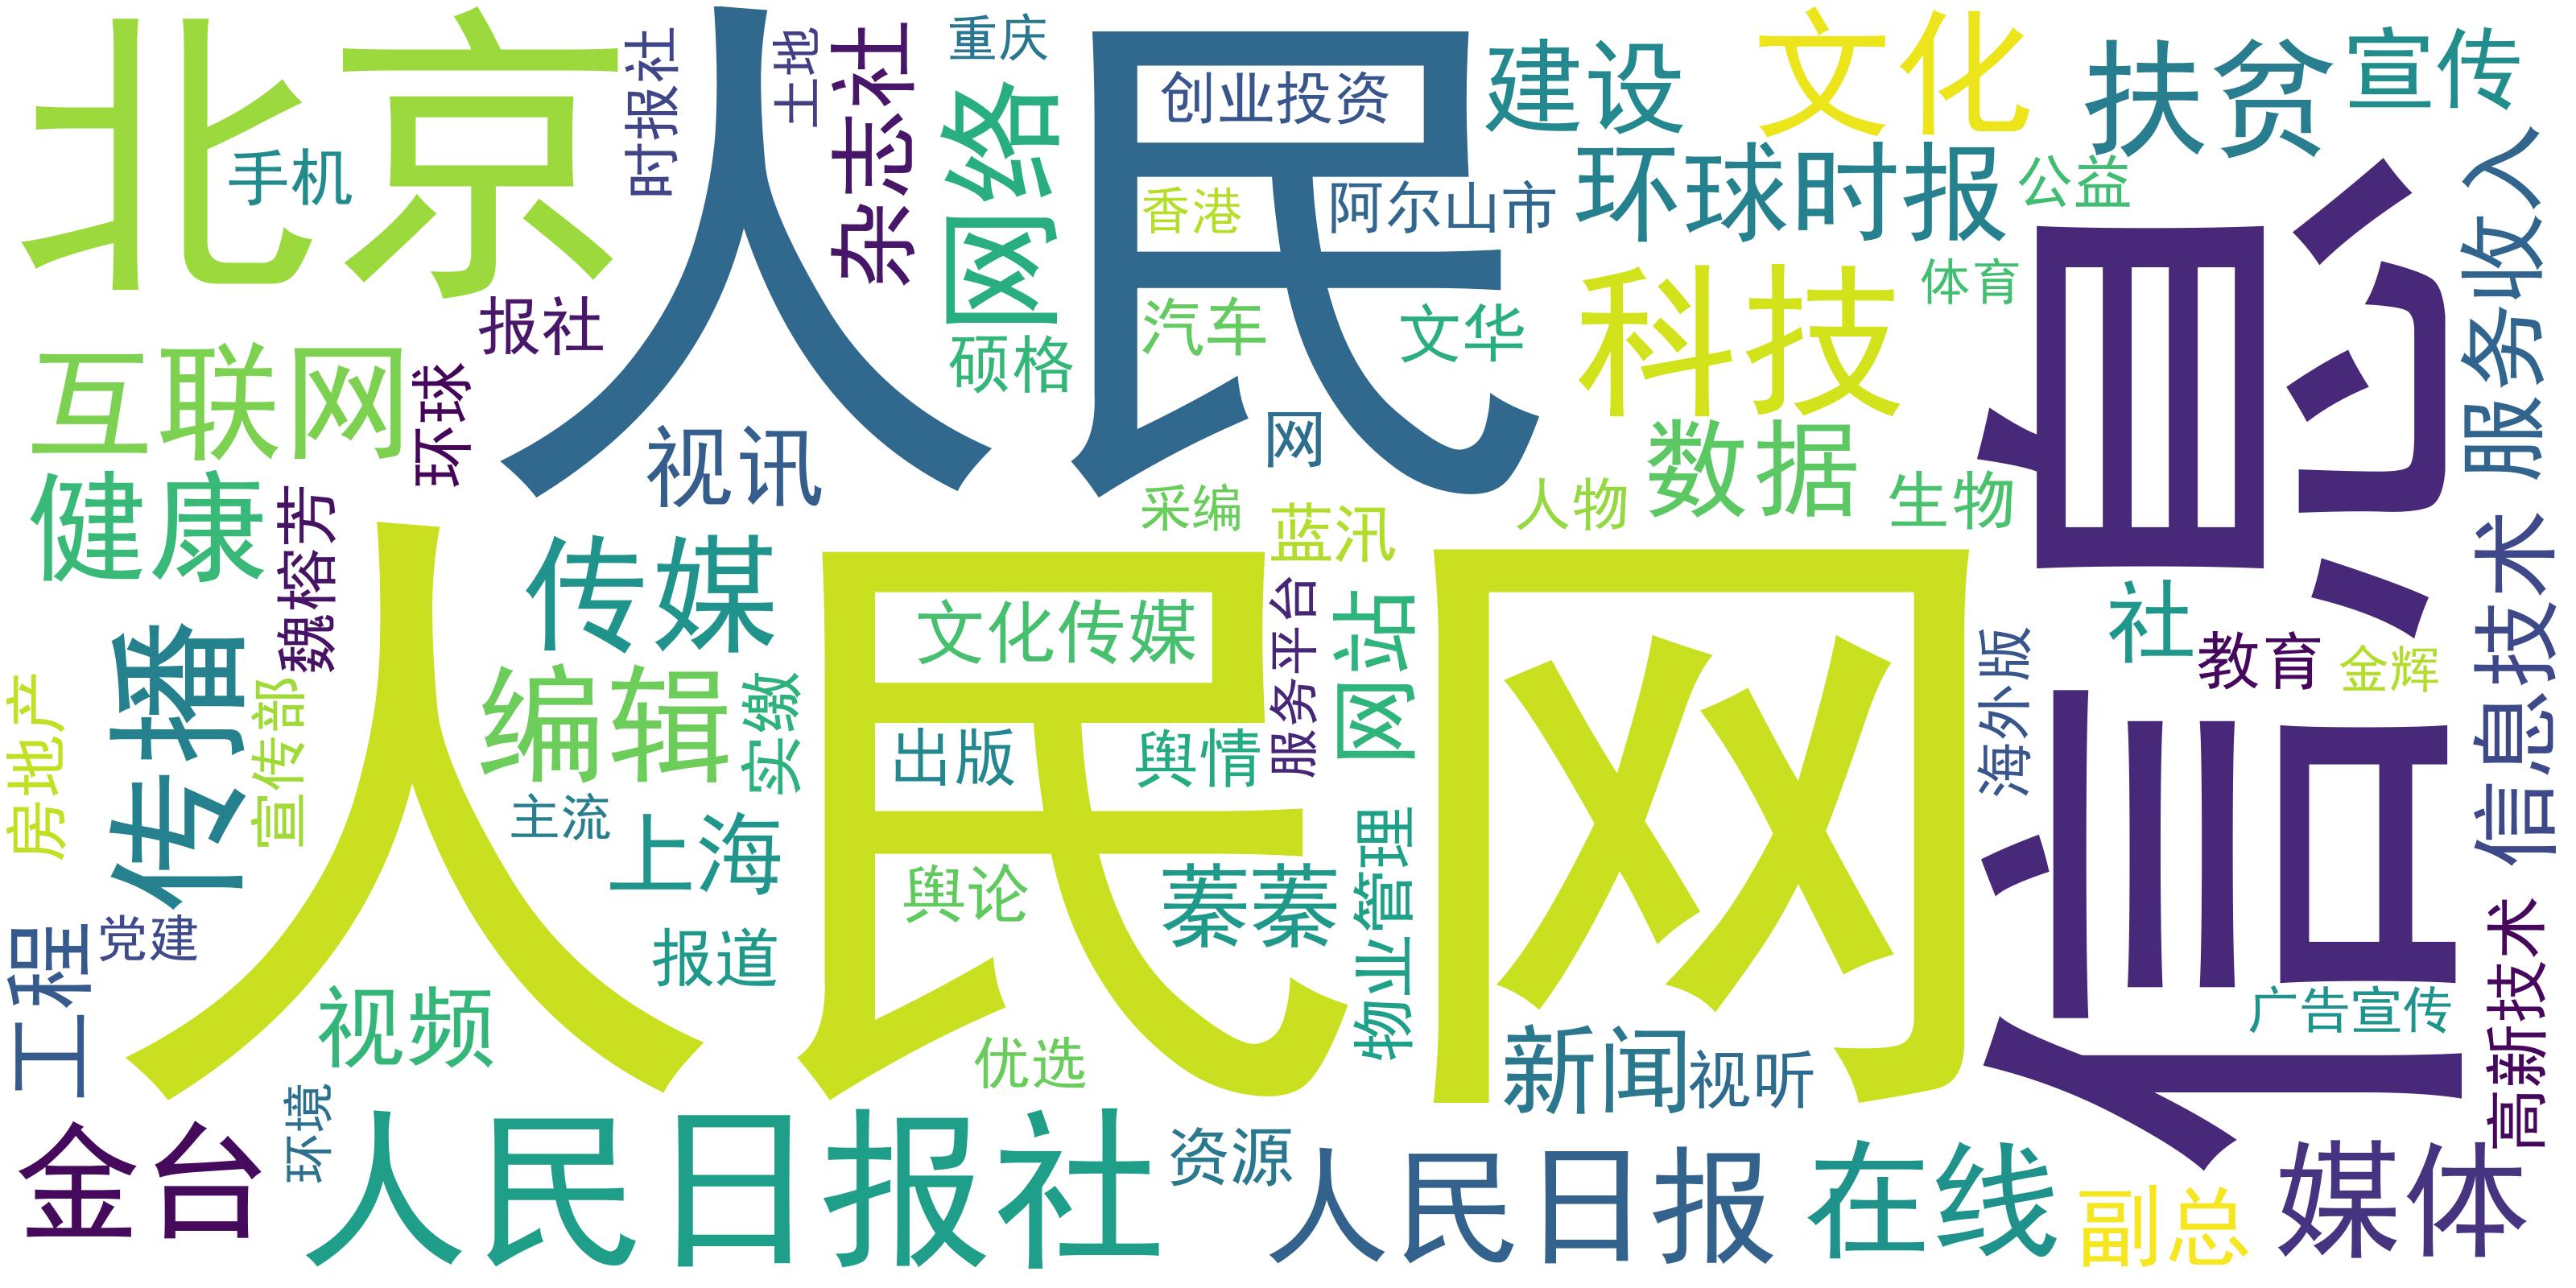 北京
人民
时报社
土地
杂志社
重庆
网络
创业投资
建设
文化
扶贫
宣传
手机
香港
阿尔山市
环球时报
公益
服务收入
报社
硕格
汽车
文华
科技
体育
信息
互联网
环球
视讯
网
数据
生物
健康
魏榕芳
传媒
采编
蓝汛
人物
人民网
信息技术
传播
编辑
实缴
文化传媒
服务平台
网站
社
教育
金辉
海外版
房地产
宣传部
主流
上海
出版
舆情
物业管理
舆论
蓁蓁
报道
工程
党建
视频
优选
新闻
视听
广告宣传
高新技术
金台
环境
人民日报社
资源
人民日报
在线
副总
媒体